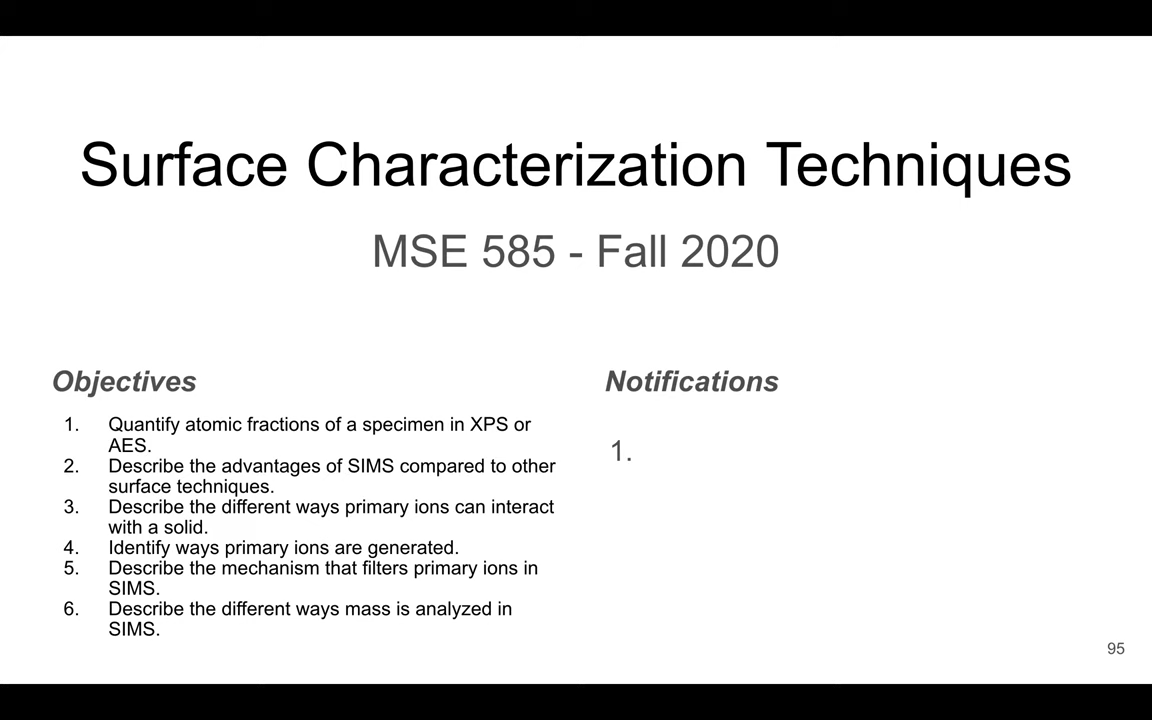 Surface Characterization Techniques
MSE 585 - Fall 2020
Objectives
1. Quantify atomic fractions of a specimen in XPS or
AES.
2. Describe the advantages of SIMS compared to other
surface techniques.
3. Describe the different ways primary ions can interact
with a solid.
4. Identify ways primary ions are generated.
5. Describe the mechanism that filters primary ions in
SIMS.
6. Describe the different ways mass is analyzed in
SIMS.
Notifications
1.
95